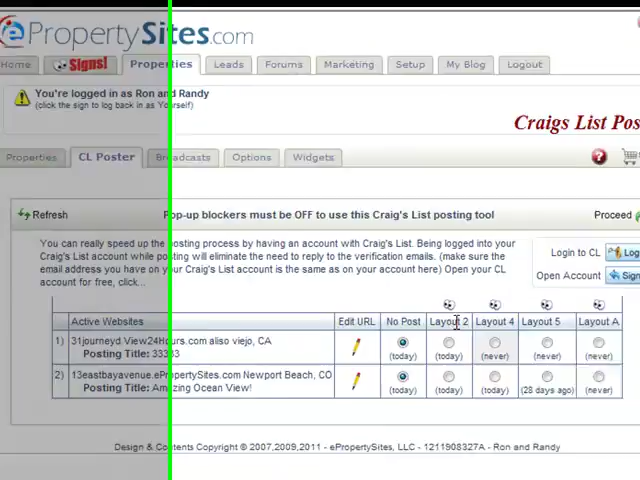 ePropertySites.com
Home Signs! Properties Leads Forums Marketing Setup My Blog Logout
You're logged in as Ron and Randy
(click the sign to log back in as Yourself)
Craigs List Pos
Properties CL Poster Broadcasts Options Widgets
Refresh Pop-up blockers must be OFF to use this Craig's List posting tool Proceed
You can really speed up the posting process by having an account with Craig's List. Being logged into your
Craig's List account while posting will eliminate the need to reply to the verification emails. (make sure the
email address you have on your Craig's List account is the same as on your account here) Open your CL
account for free, click...
Login to CL Log
Open Account Sign
Active Websites Edit URL No Post Layout 2 Layout 4 Layout 5 Layout A
1) 31journeyd.View24Hours.com aliso viejo, CA
Posting Title: 33333 (today) (today) (never) (today) (never)
2) 13eastbayavenue.ePropertySites.com Newport Beach, CO
Posting Title: Amazing Ocean View! (today) (today) (today) (28 days ago) (never)
Design & Contents Copyright © 2007,2009,2011 - ePropertySites, LLC - 1211908327A - Ron and Randy